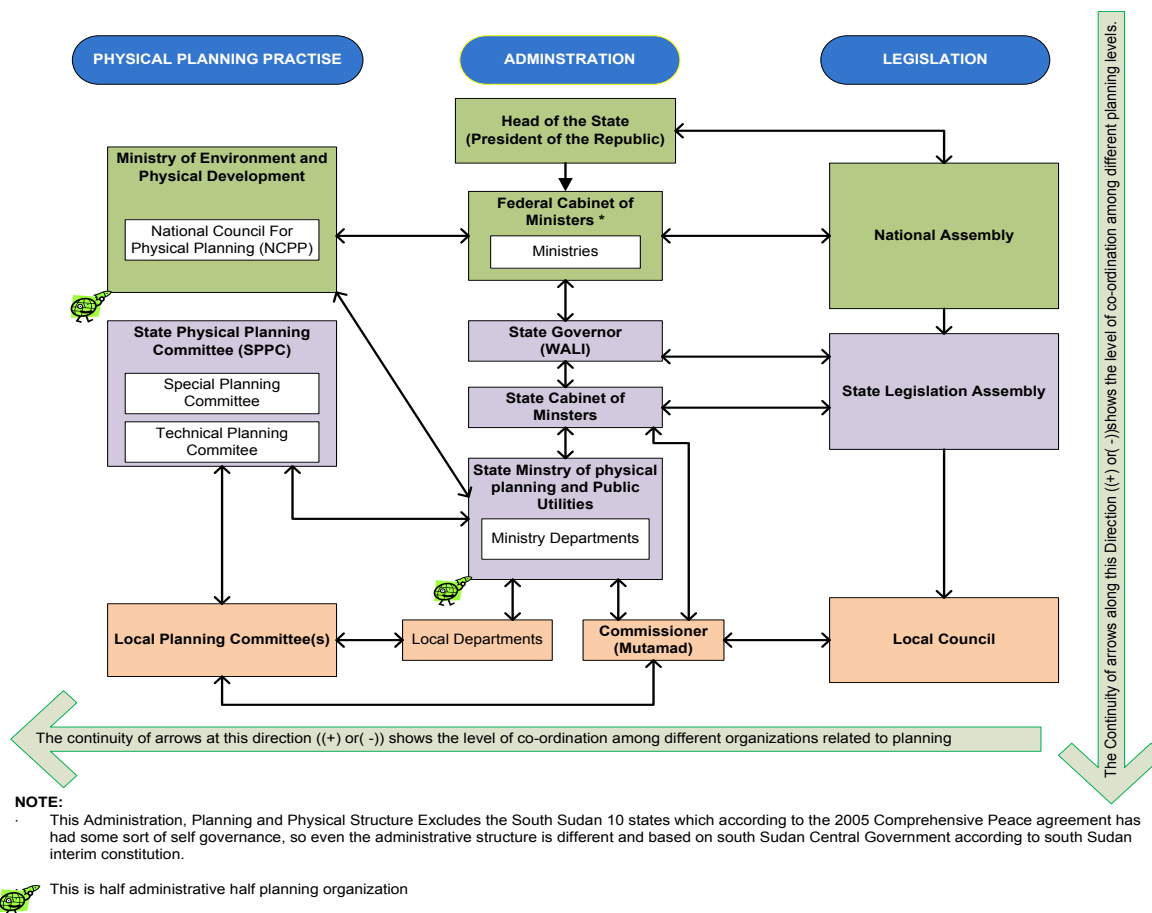 PHYSICAL PLANNING PRACTISE
ADMINSTRATION
LEGISLATION
Head of the State
(President of the Republic)
Ministry of Environment and
Physical Development
National Council For
Physical Planning (NCPP)
Federal Cabinet of
Ministers *
Ministries
National Assembly
State Physical Planning
Committee (SPPC)
Special Planning
Committee
Technical Planning
Commitee
State Governor
(WALI)
State Cabinet of
Minsters
State Legislation Assembly
State Minstry of physical
planning and Public
Utilities
Ministry Departments
Local Planning Committee(s)
Local Departments
Commissioner
(Mutamad)
Local Council
The continuity of arrows at this direction ((+) or( -)) shows the level of co-ordination among different organizations related to planning
The Continuity of arrows along this Direction ((+) or( -))shows the level of co-ordination among different planning levels.
NOTE:
· This Administration, Planning and Physical Structure Excludes the South Sudan 10 states which according to the 2005 Comprehensive Peace agreement has
had some sort of self governance, so even the administrative structure is different and based on south Sudan Central Government according to south Sudan
interim constitution.
This is half administrative half planning organization